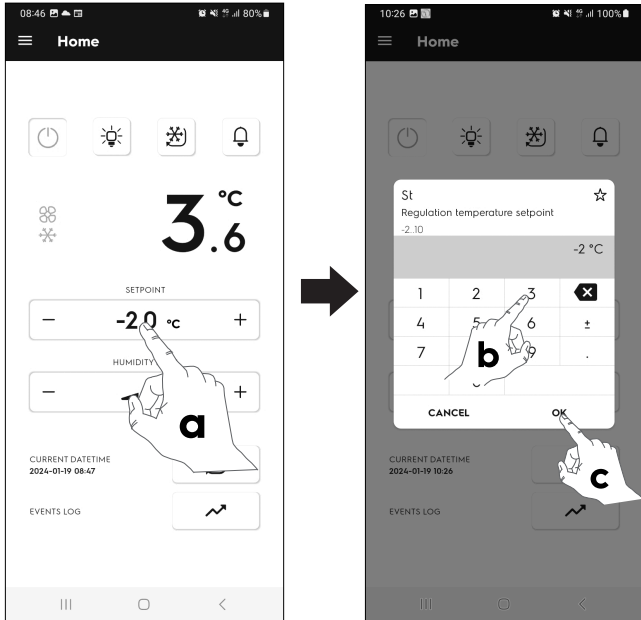 08:46 4G 80%
Home
°C
3.6
SETPOINT
− -2.0 °C +
HUMIDITY
− +
a
CURRENT DATETIME
2024-01-19 08:47
EVENTS LOG
10:26 4G 100%
Home
St
Regulation temperature setpoint
-2..10
-2 °C
1 2 3
4 5 6 ±
7 9 .
b
CANCEL OK
CURRENT DATETIME
2024-01-19 10:26
c
EVENTS LOG